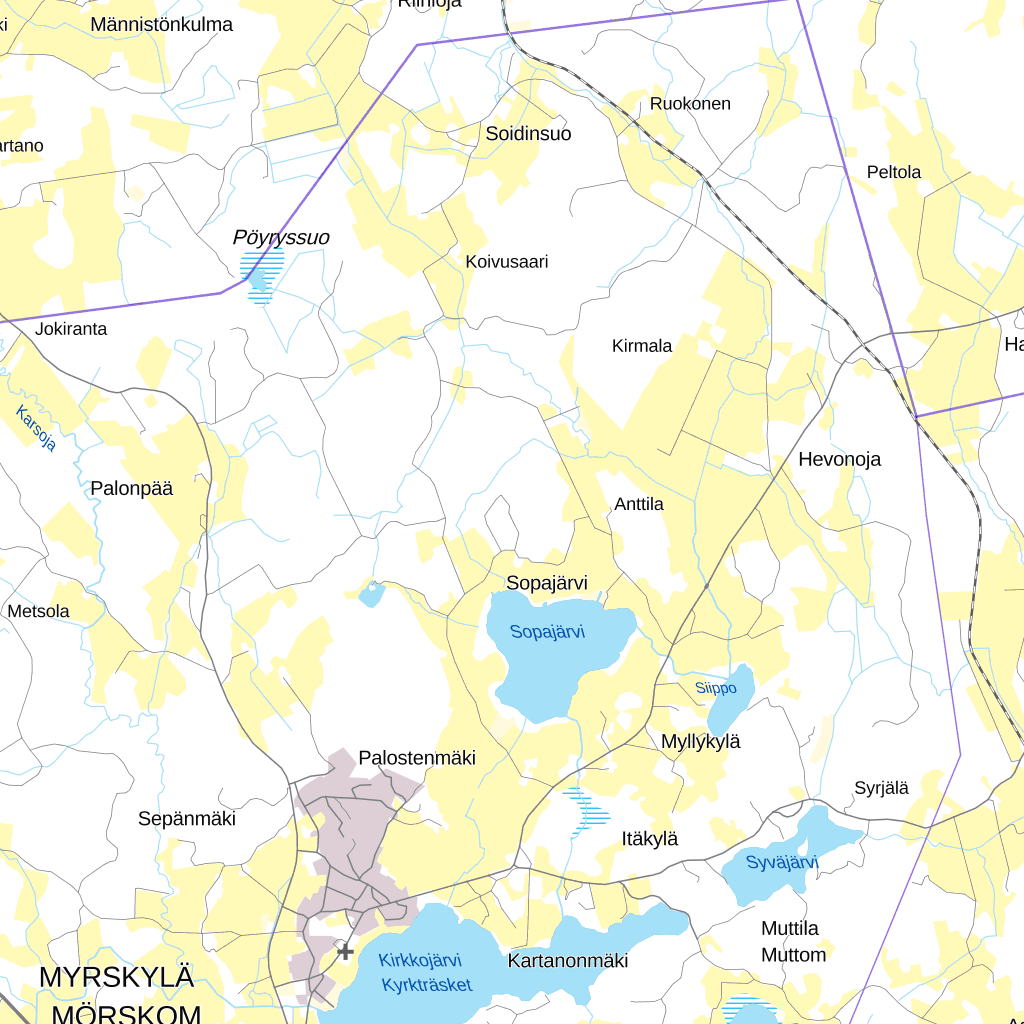 Riihioja
Männistönkulma
Ruokonen
Soidinsuo
Peltola
Pöyryssuo
Koivusaari
Jokiranta
Kirmala
Karsoja
Hevonoja
Palonpää
Anttila
Sopajärvi
Metsola
Sopajärvi
Siippo
Myllykylä
Palostenmäki
Syrjälä
Sepänmäki
Itäkylä
Syväjärvi
Muttila
Muttom
Kirkkojärvi
Kyrkträsket
Kartanonmäki
MYRSKYLÄ
MÖRSKOM